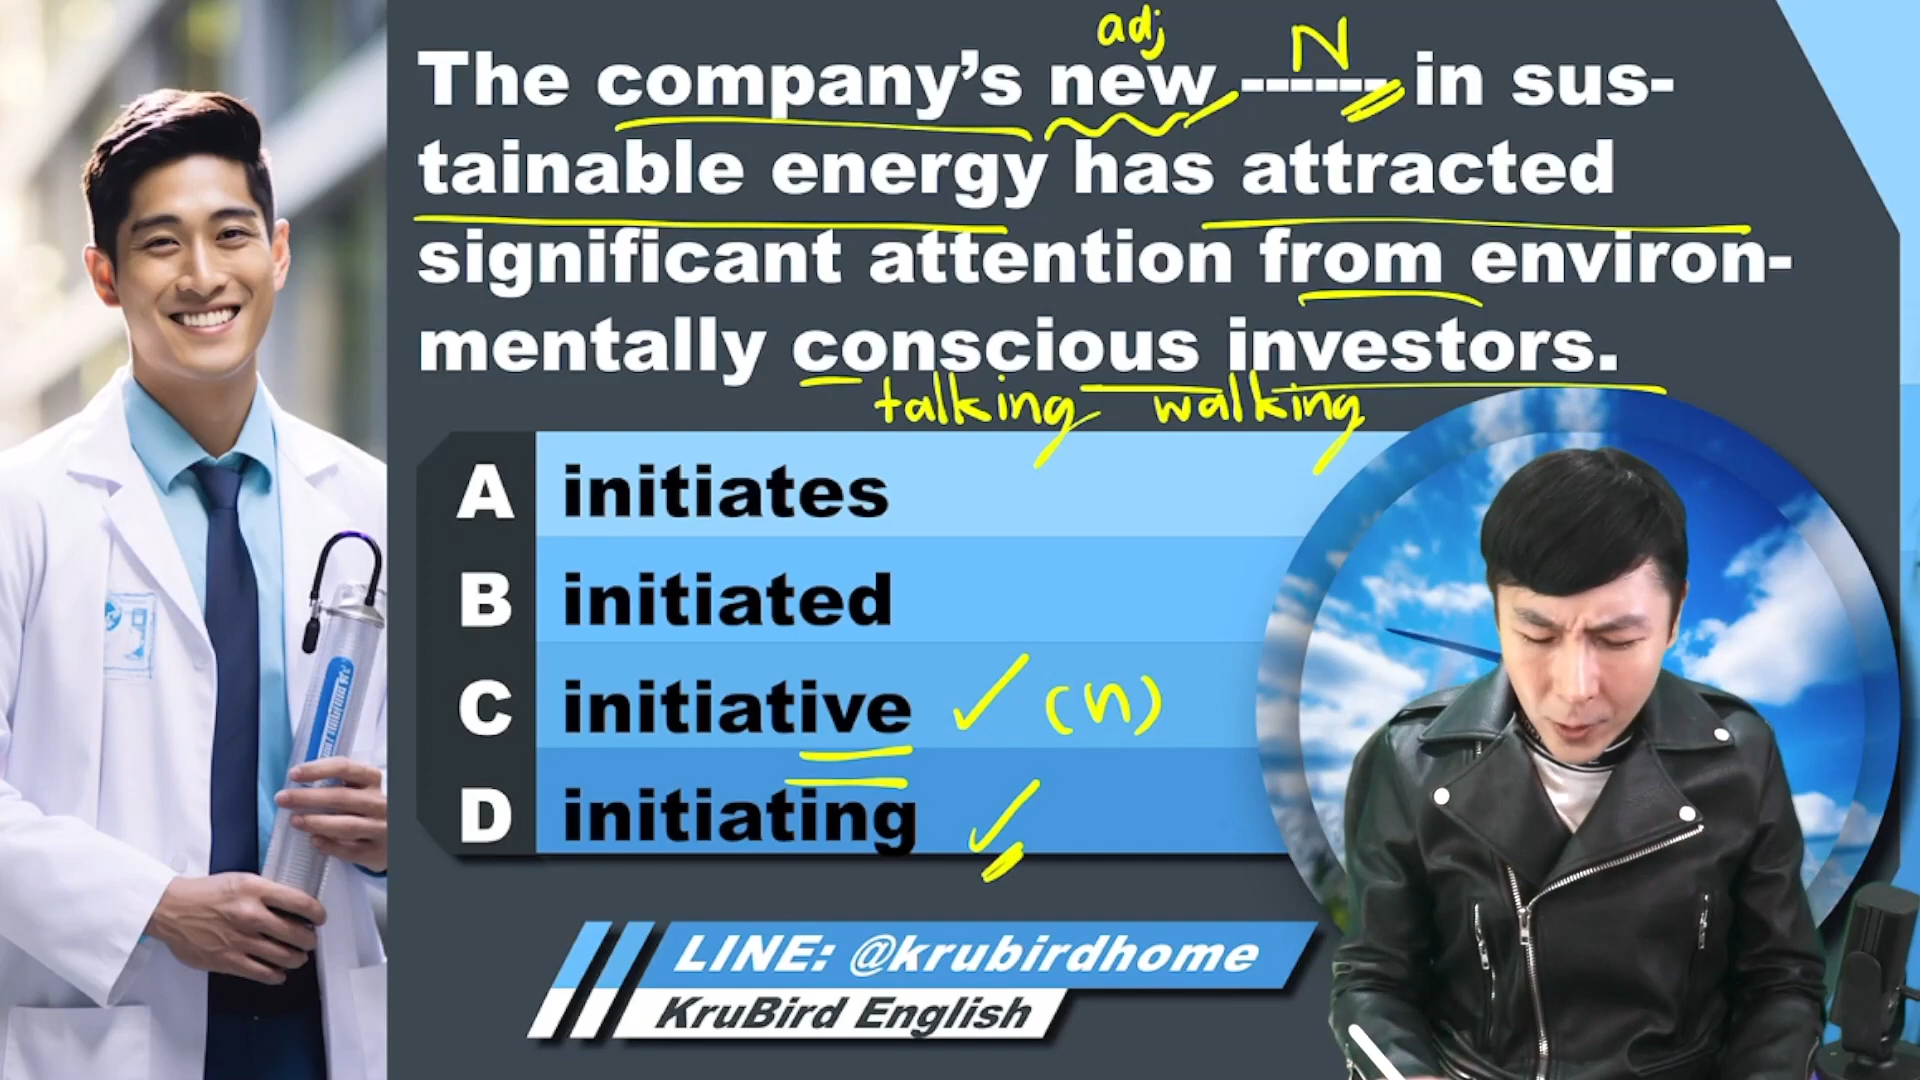 adj
N
The company's new ------ in sus-
tainable energy has attracted
significant attention from environ-
mentally conscious investors.
talking walking
A initiates
B initiated
C initiative (n)
D initiating
LINE: @krubirdhome
KruBird English